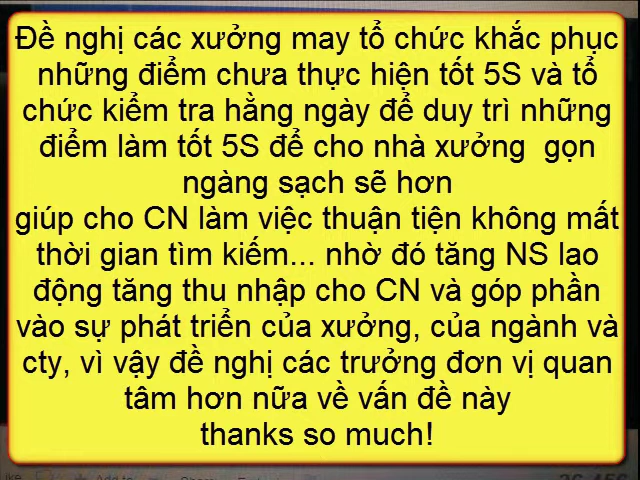 Đề nghị các xưởng may tổ chức khắc phục
những điểm chưa thực hiện tốt 5S và tổ
chức kiểm tra hằng ngày để duy trì những
điểm làm tốt 5S để cho nhà xưởng gọn
ngàng sạch sẽ hơn
giúp cho CN làm việc thuận tiện không mất
thời gian tìm kiếm... nhờ đó tăng NS lao
động tăng thu nhập cho CN và góp phần
vào sự phát triển của xưởng, của ngành và
cty, vì vậy đề nghị các trưởng đơn vị quan
tâm hơn nữa về vấn đề này
thanks so much!